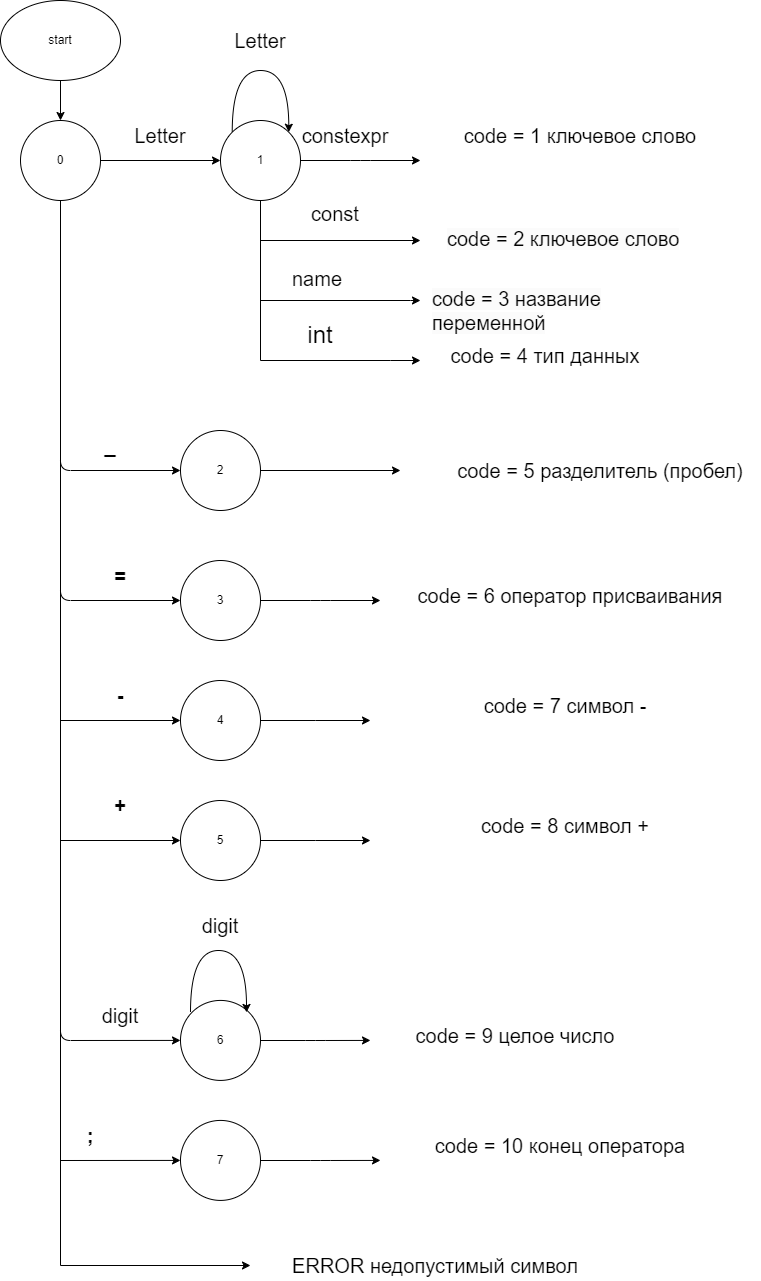 start
Letter
0
Letter
1
constexpr
code = 1 ключевое слово
const
code = 2 ключевое слово
name
code = 3 название
переменной
int
code = 4 тип данных
_
2
code = 5 разделитель (пробел)
=
3
code = 6 оператор присваивания
-
4
code = 7 символ -
+
5
code = 8 символ +
digit
digit
6
code = 9 целое число
;
7
code = 10 конец оператора
ERROR недопустимый символ